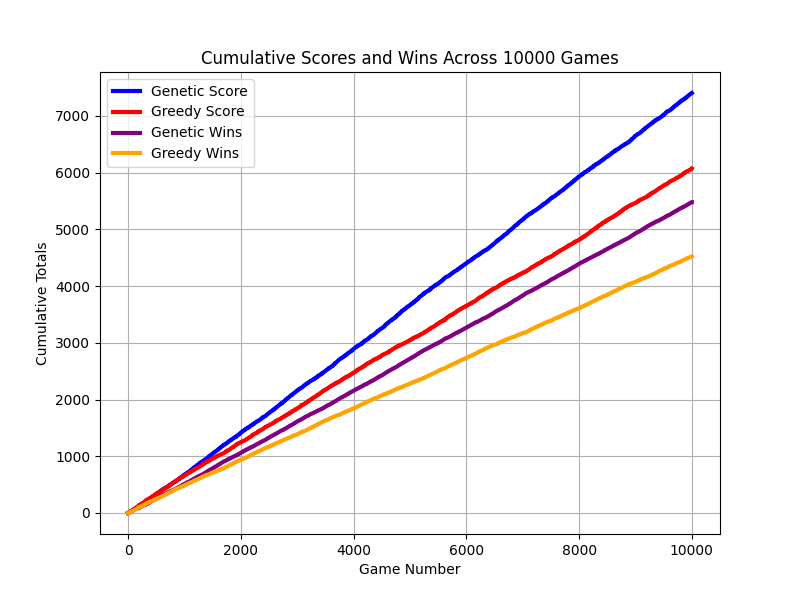 Cumulative Scores and Wins Across 10000 Games
Genetic Score
Greedy Score
Genetic Wins
Greedy Wins
7000
6000
5000
4000
3000
2000
1000
0
Cumulative Totals
0 2000 4000 6000 8000 10000
Game Number